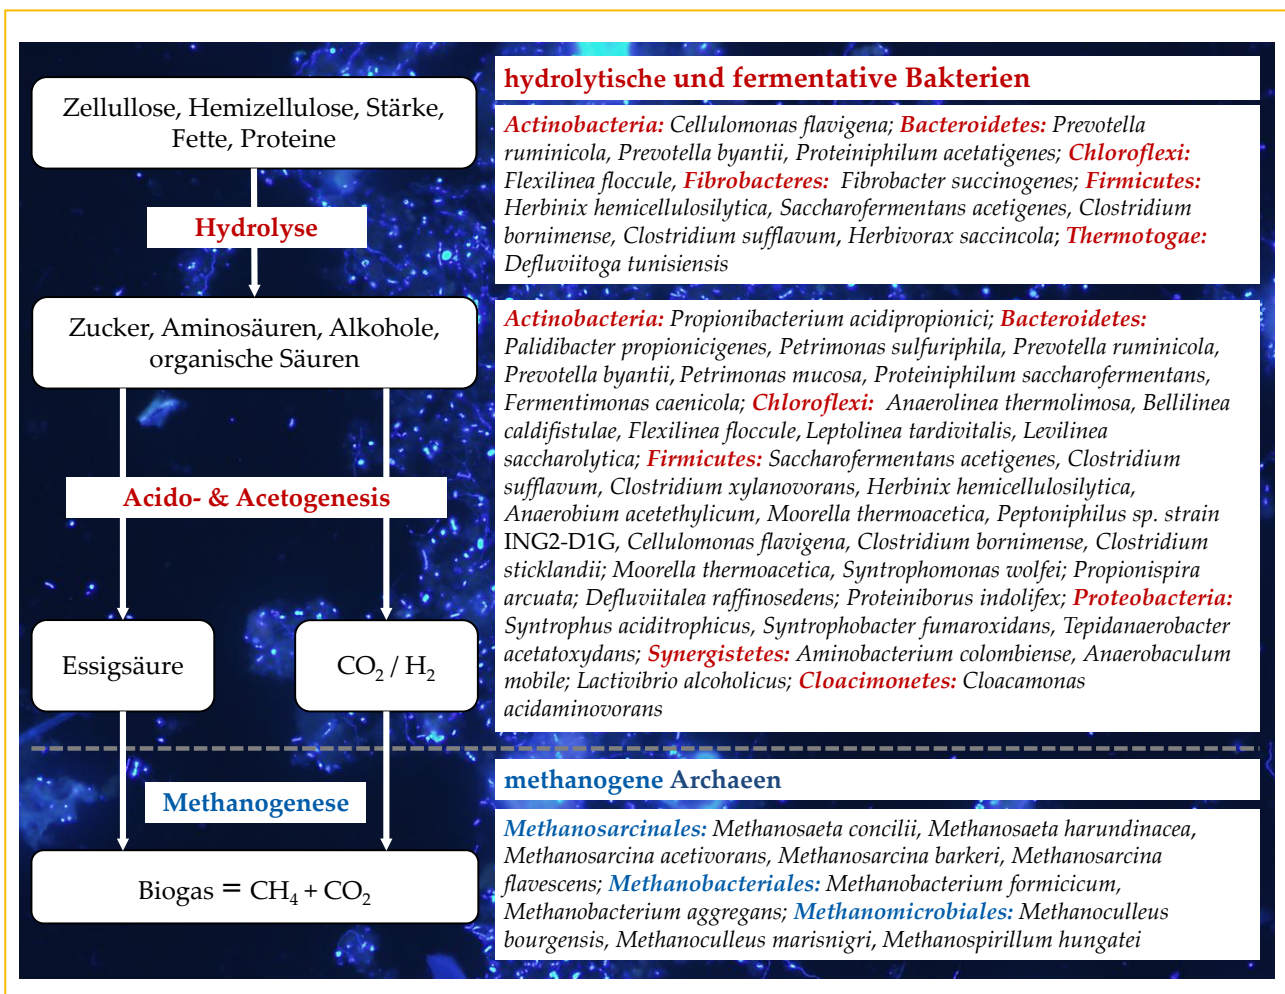 Zellullose, Hemizellulose, Stärke,
Fette, Proteine
Hydrolyse
Zucker, Aminosäuren, Alkohole,
organische Säuren
Acido- & Acetogenesis
Essigsäure
CO₂ / H₂
Methanogenese
Biogas = CH₄ + CO₂
hydrolytische und fermentative Bakterien
Actinobacteria: Cellulomonas flavigena; Bacteroidetes: Prevotella
ruminicola, Prevotella byantii, Proteiniphilum acetatigenes; Chloroflexi:
Flexilinea floccule, Fibrobacteres: Fibrobacter succinogenes; Firmicutes:
Herbinix hemicellulosilytica, Saccharofermentans acetigenes, Clostridium
bornimense, Clostridium sufflavum, Herbivorax saccincola; Thermotogae:
Defluviitoga tunisiensis
Actinobacteria: Propionibacterium acidipropionici; Bacteroidetes:
Palidibacter propionicigenes, Petrimonas sulfuriphila, Prevotella ruminicola,
Prevotella byantii, Petrimonas mucosa, Proteiniphilum saccharofermentans,
Fermentimonas caenicola; Chloroflexi: Anaerolinea thermolimosa, Bellilinea
caldifistulae, Flexilinea floccule, Leptolinea tardivitalis, Levilinea
saccharolytica; Firmicutes: Saccharofermentans acetigenes, Clostridium
sufflavum, Clostridium xylanovorans, Herbinix hemicellulosilytica,
Anaerobium acetethylicum, Moorella thermoacetica, Peptoniphilus sp. strain
ING2-D1G, Cellulomonas flavigena, Clostridium bornimense, Clostridium
sticklandii; Moorella thermoacetica, Syntrophomonas wolfei; Propionispira
arcuata; Defluviitalea raffinosedens; Proteiniborus indolifex; Proteobacteria:
Syntrophus aciditrophicus, Syntrophobacter fumaroxidans, Tepidanaerobacter
acetatoxydans; Synergistetes: Aminobacterium colombiense, Anaerobaculum
mobile; Lactivibrio alcoholicus; Cloacimonetes: Cloacamonas
acidaminovorans
methanogene Archaeen
Methanosarcinales: Methanosaeta concilii, Methanosaeta harundinacea,
Methanosarcina acetivorans, Methanosarcina barkeri, Methanosarcina
flavescens; Methanobacteriales: Methanobacterium formicicum,
Methanobacterium aggregans; Methanomicrobiales: Methanoculleus
bourgensis, Methanoculleus marisnigri, Methanospirillum hungatei